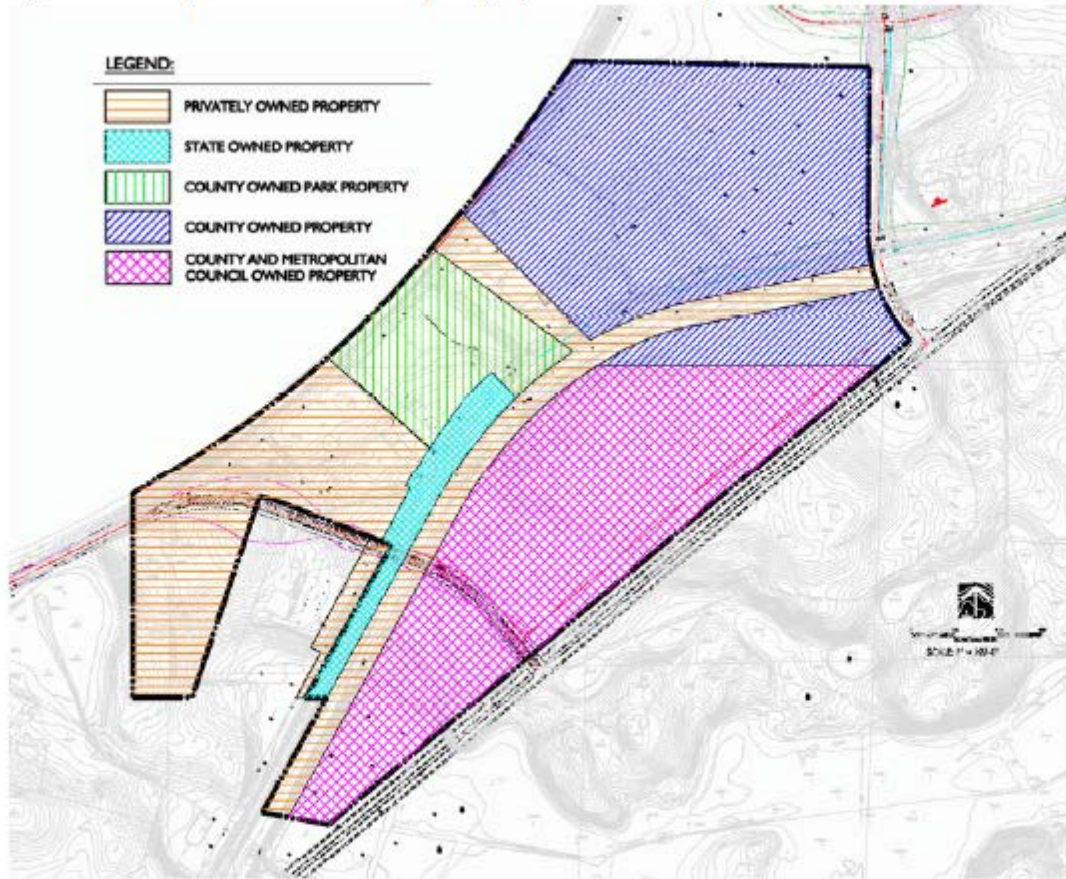 LEGEND:
PRIVATELY OWNED PROPERTY
STATE OWNED PROPERTY
COUNTY OWNED PARK PROPERTY
COUNTY OWNED PROPERTY
COUNTY AND METROPOLITAN
COUNCIL OWNED PROPERTY